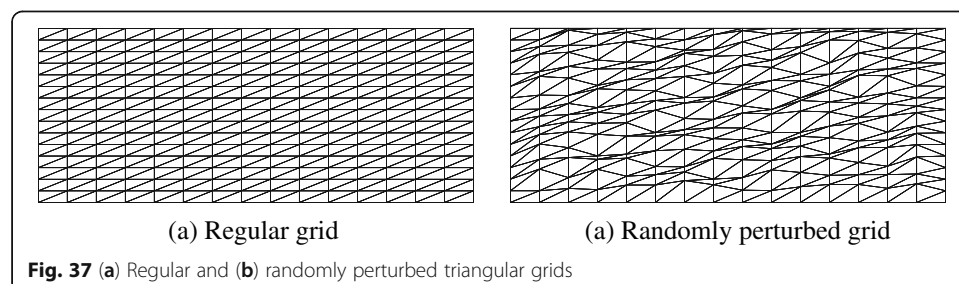 (a) Regular grid
(a) Randomly perturbed grid
Fig. 37 (a) Regular and (b) randomly perturbed triangular grids